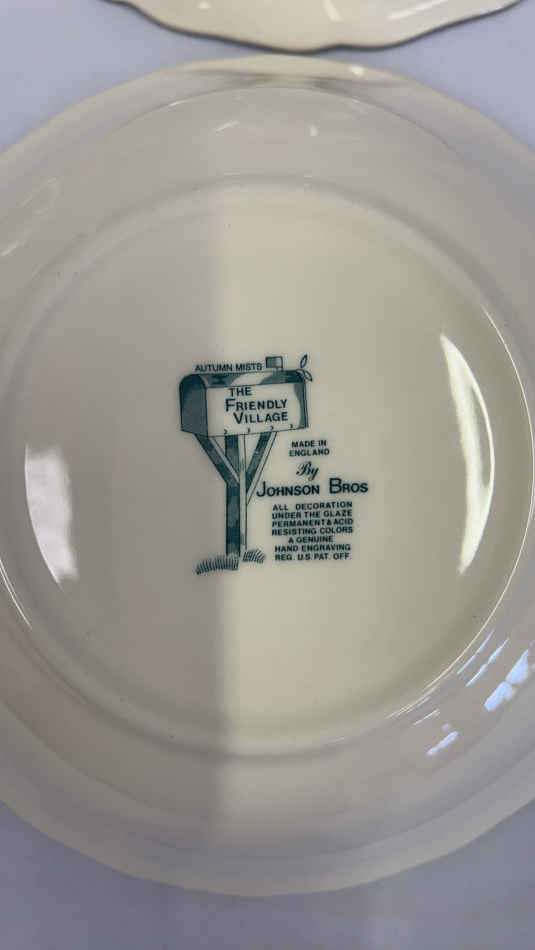 AUTUMN MISTS
THE
FRIENDLY
VILLAGE
MADE IN
ENGLAND
By
JOHNSON BROS
ALL DECORATION
UNDER THE GLAZE
PERMANENT & ACID
RESISTING COLORS
A GENUINE
HAND ENGRAVING
REG. U.S. PAT. OFF.